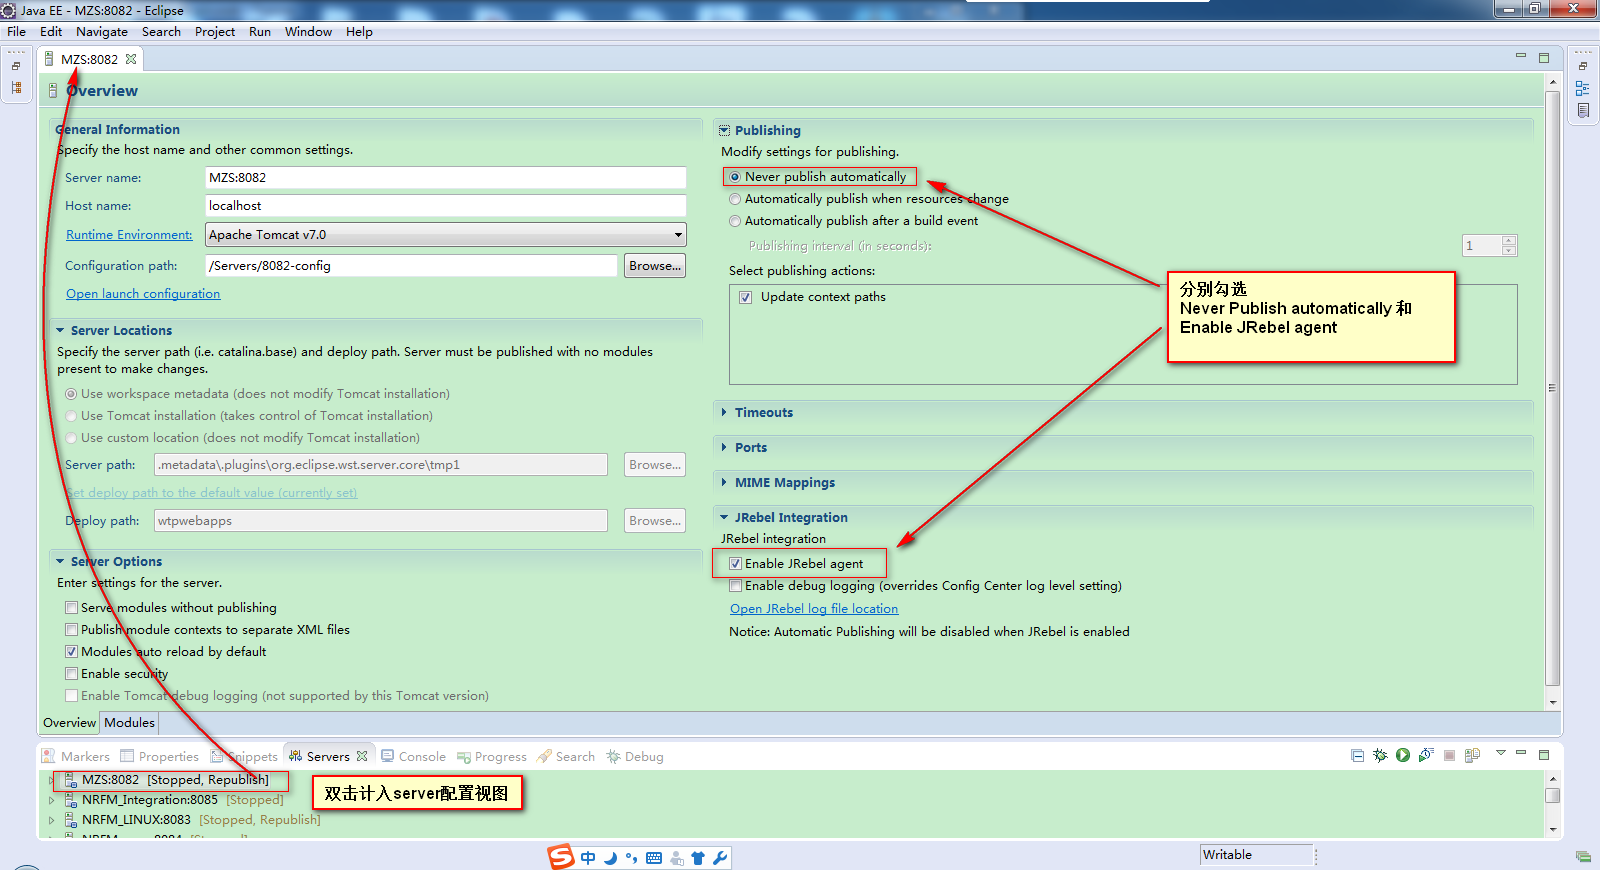 Java EE - MZS:8082 - Eclipse
File Edit Navigate Search Project Run Window Help
MZS:8082
Overview
General Information
Specify the host name and other common settings.
Server name: MZS:8082
Host name: localhost
Runtime Environment: Apache Tomcat v7.0
Configuration path: /Servers/8082-config Browse...
Open launch configuration
Server Locations
Specify the server path (i.e. catalina.base) and deploy path. Server must be published with no modules
present to make changes.
Use workspace metadata (does not modify Tomcat installation)
Use Tomcat installation (takes control of Tomcat installation)
Use custom location (does not modify Tomcat installation)
Server path: .metadata\.plugins\org.eclipse.wst.server.core\tmp1 Browse...
Set deploy path to the default value (currently set)
Deploy path: wtpwebapps Browse...
Server Options
Enter settings for the server.
Serve modules without publishing
Publish module contexts to separate XML files
Modules auto reload by default
Enable security
Enable Tomcat debug logging (not supported by this Tomcat version)
Publishing
Modify settings for publishing.
Never publish automatically
Automatically publish when resources change
Automatically publish after a build event
Publishing interval (in seconds): 1
Select publishing actions:
Update context paths
分别勾选
Never Publish automatically 和
Enable JRebel agent
Timeouts
Ports
MIME Mappings
JRebel Integration
JRebel integration
Enable JRebel agent
Enable debug logging (overrides Config Center log level setting)
Open JRebel log file location
Notice: Automatic Publishing will be disabled when JRebel is enabled
Overview Modules
Markers Properties Snippets Servers Console Progress Search Debug
MZS:8082 [Stopped, Republish]
NRFM_Integration:8085 [Stopped]
NRFM_LINUX:8083 [Stopped, Republish]
双击计入server配置视图
S 中
Writable